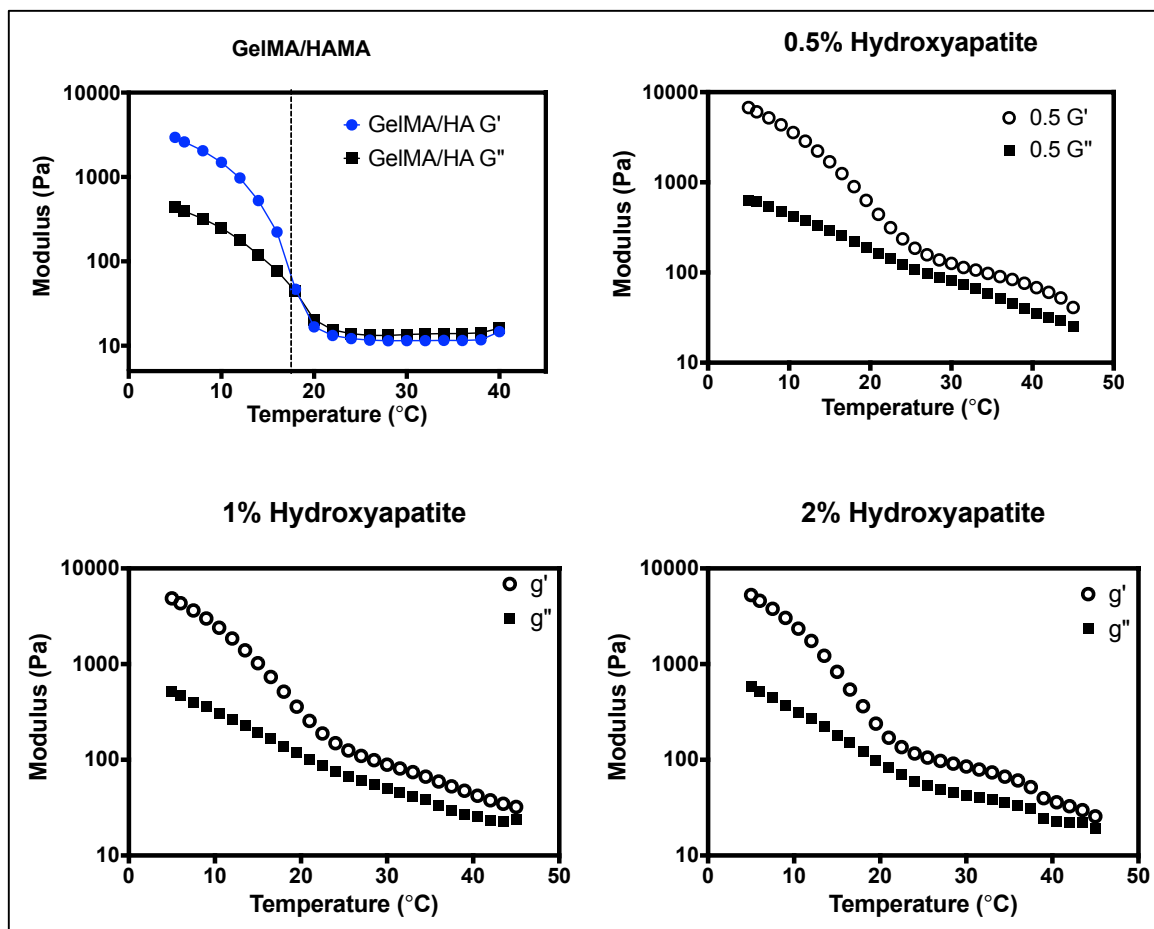 GelMA/HAMA
10000
1000
100
10
0
10
20
30
40
Modulus (Pa)
Temperature (°C)
GelMA/HA G'
GelMA/HA G"
0.5% Hydroxyapatite
10000
1000
100
10
0
10
20
30
40
50
Modulus (Pa)
Temperature (°C)
0.5 G'
0.5 G"
1% Hydroxyapatite
10000
1000
100
10
0
10
20
30
40
50
Modulus (Pa)
Temperature (°C)
g'
g"
2% Hydroxyapatite
10000
1000
100
10
0
10
20
30
40
50
Modulus (Pa)
Temperature (°C)
g'
g"